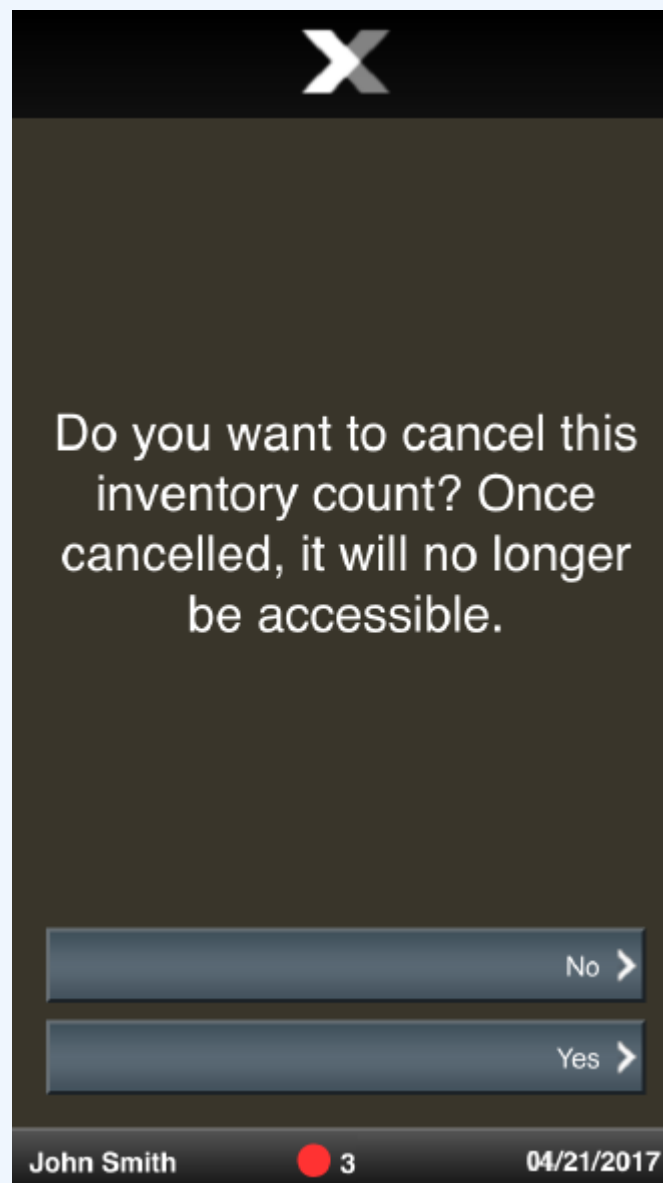 Do you want to cancel this
inventory count? Once
cancelled, it will no longer
be accessible.
No
Yes
John Smith 3 04/21/2017